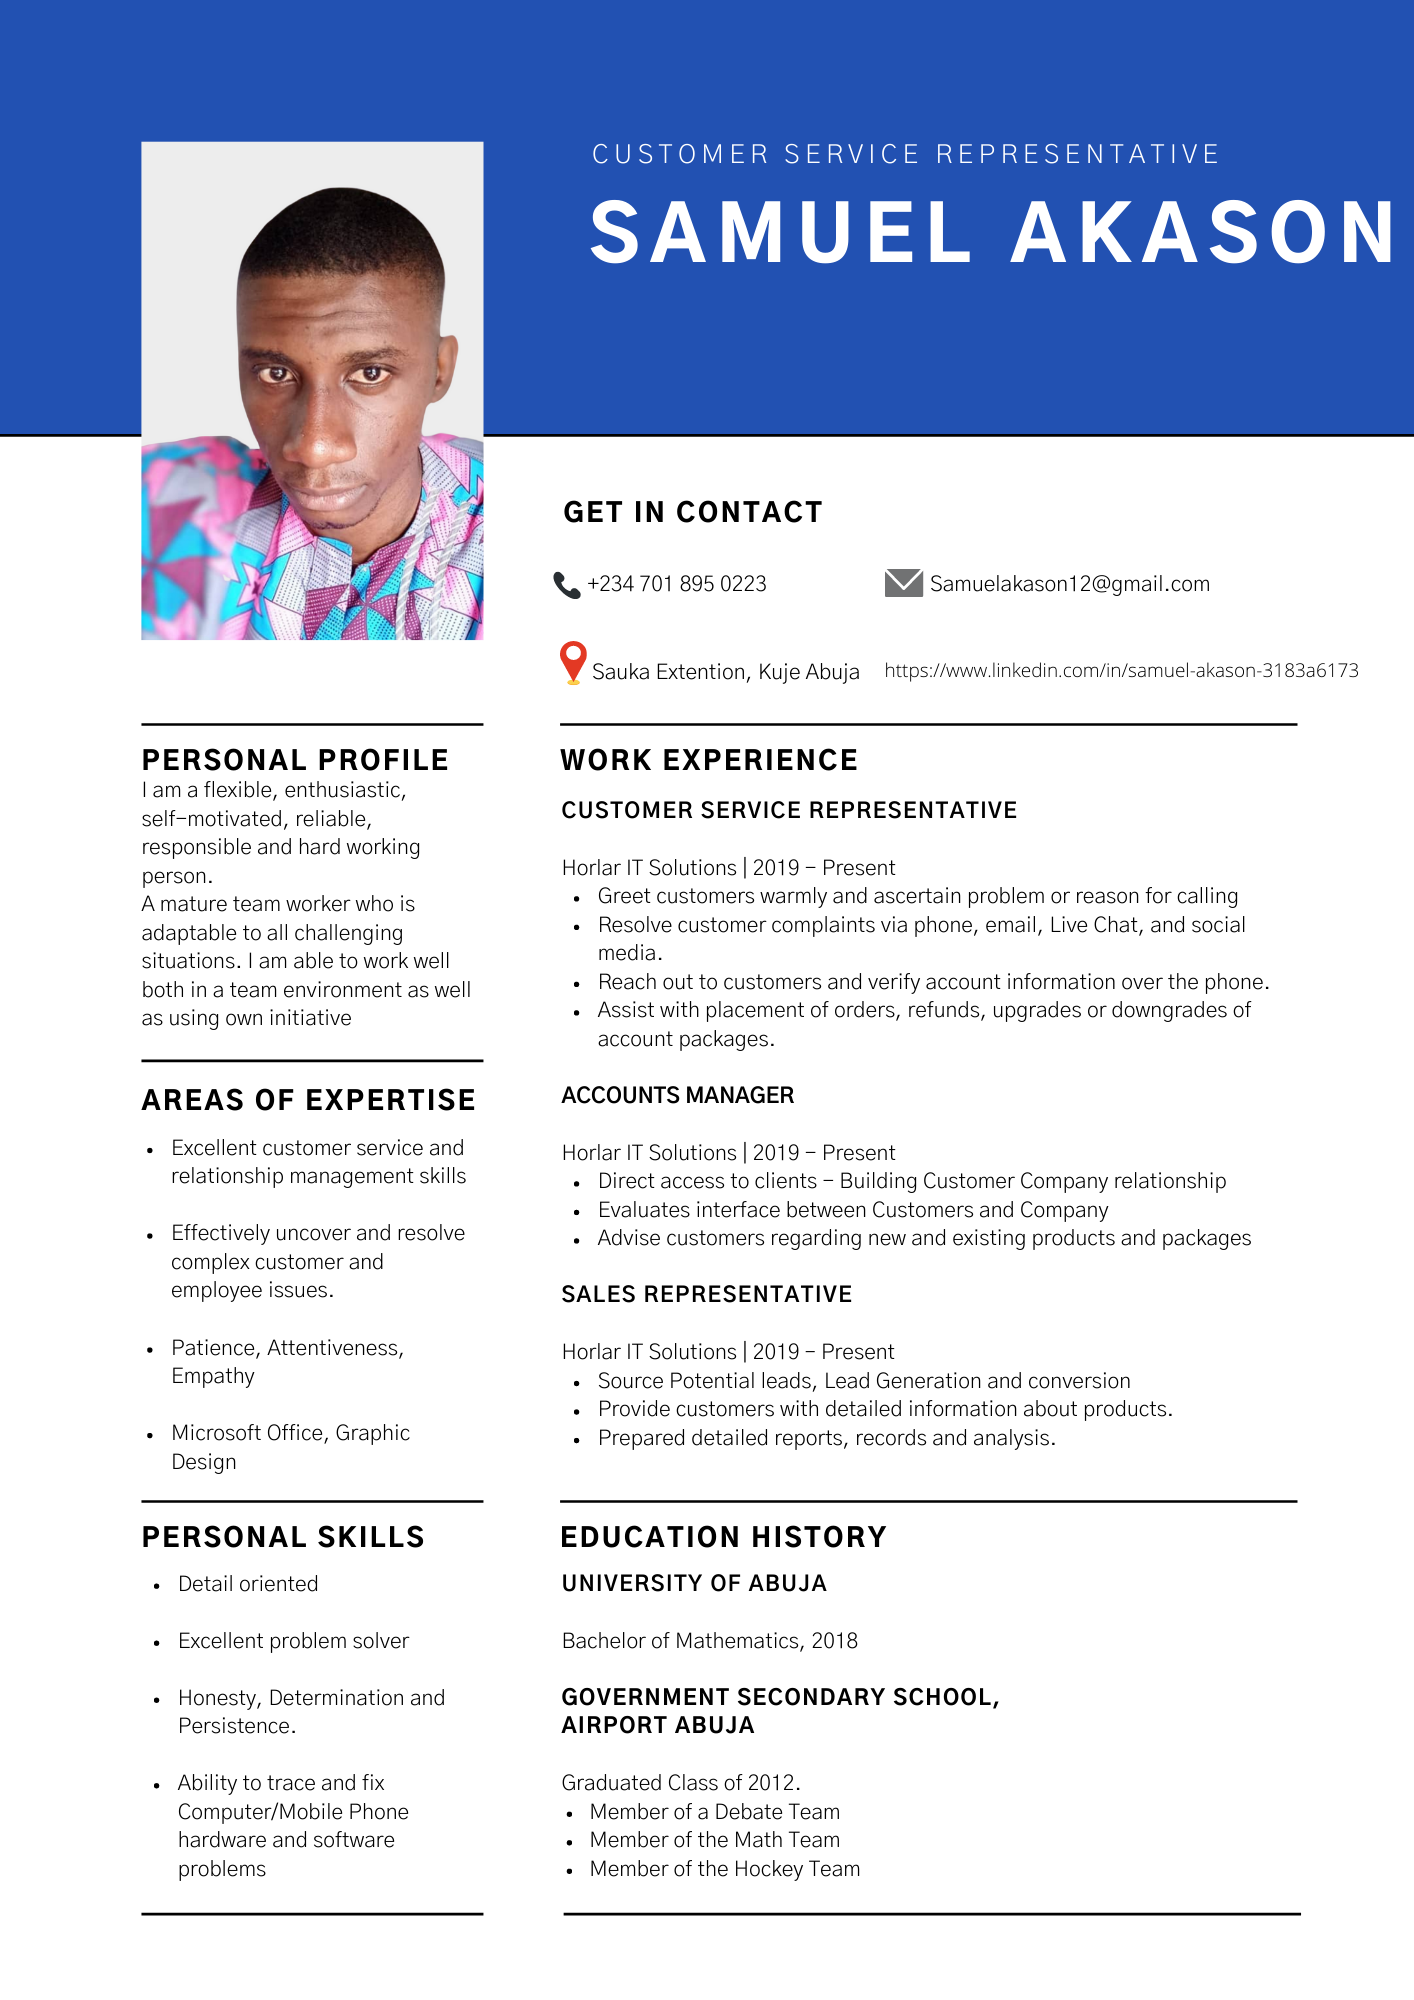 CUSTOMER SERVICE REPRESENTATIVE
SAMUEL AKASON
GET IN CONTACT
+234 701 895 0223
Samuelakason12@gmail.com
Sauka Extention, Kuje Abuja
https://www.linkedin.com/in/samuel-akason-3183a6173
PERSONAL PROFILE
I am a flexible, enthusiastic,
self-motivated, reliable,
responsible and hard working
person.
A mature team worker who is
adaptable to all challenging
situations. I am able to work well
both in a team environment as well
as using own initiative
AREAS OF EXPERTISE
• Excellent customer service and
relationship management skills
• Effectively uncover and resolve
complex customer and
employee issues.
• Patience, Attentiveness,
Empathy
• Microsoft Office, Graphic
Design
PERSONAL SKILLS
• Detail oriented
• Excellent problem solver
• Honesty, Determination and
Persistence.
• Ability to trace and fix
Computer/Mobile Phone
hardware and software
problems
WORK EXPERIENCE
CUSTOMER SERVICE REPRESENTATIVE
Horlar IT Solutions | 2019 - Present
• Greet customers warmly and ascertain problem or reason for calling
• Resolve customer complaints via phone, email, Live Chat, and social
media.
• Reach out to customers and verify account information over the phone.
• Assist with placement of orders, refunds, upgrades or downgrades of
account packages.
ACCOUNTS MANAGER
Horlar IT Solutions | 2019 - Present
• Direct access to clients - Building Customer Company relationship
• Evaluates interface between Customers and Company
• Advise customers regarding new and existing products and packages
SALES REPRESENTATIVE
Horlar IT Solutions | 2019 - Present
• Source Potential leads, Lead Generation and conversion
• Provide customers with detailed information about products.
• Prepared detailed reports, records and analysis.
EDUCATION HISTORY
UNIVERSITY OF ABUJA
Bachelor of Mathematics, 2018
GOVERNMENT SECONDARY SCHOOL,
AIRPORT ABUJA
Graduated Class of 2012.
• Member of a Debate Team
• Member of the Math Team
• Member of the Hockey Team